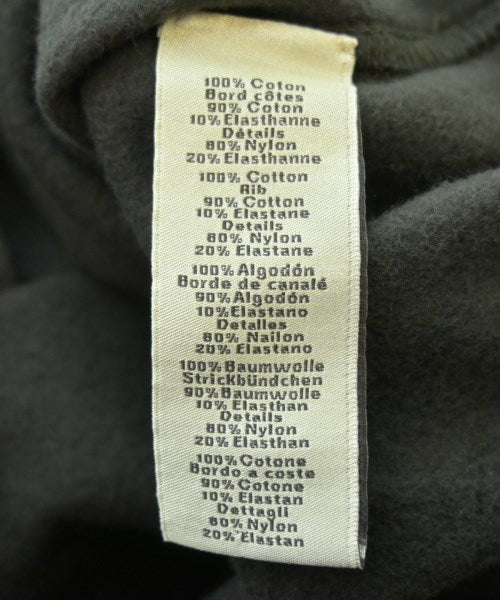 100% Coton
Bord côtes
90% Coton
10% Elasthanne
Détails
80% Nylon
20% Elasthanne
100% Cotton
Rib
90% Cotton
10% Elastane
Details
80% Nylon
20% Elastane
100% Algodón
Borde de canalé
90% Algodón
10% Elastano
Detalles
80% Nailon
20% Elastano
100% Baumwolle
Strickbündchen
90% Baumwolle
10% Elasthan
Details
80% Nylon
20% Elasthan
100% Cotone
Bordo a coste
90% Cotone
10% Elastan
Dettagli
80% Nylon
20% Elastan